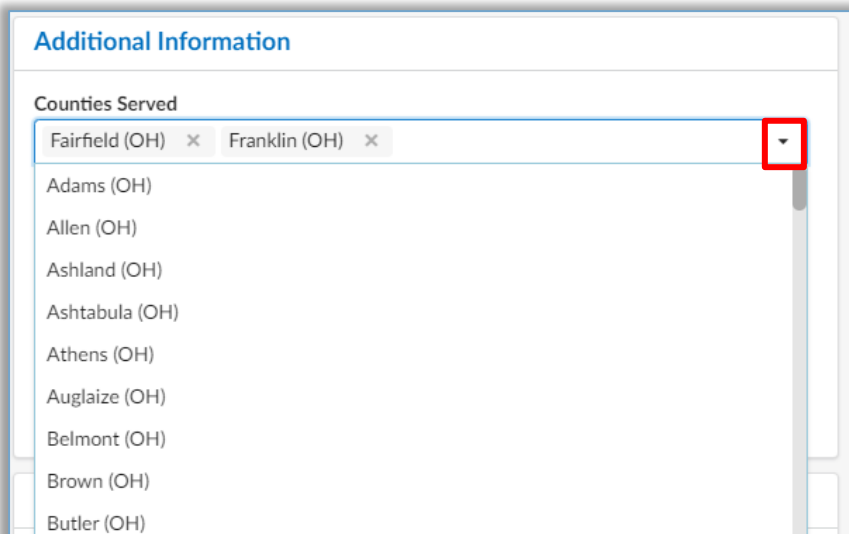 Additional Information
Counties Served
Fairfield (OH) × Franklin (OH) ×
Adams (OH)
Allen (OH)
Ashland (OH)
Ashtabula (OH)
Athens (OH)
Auglaize (OH)
Belmont (OH)
Brown (OH)
Butler (OH)